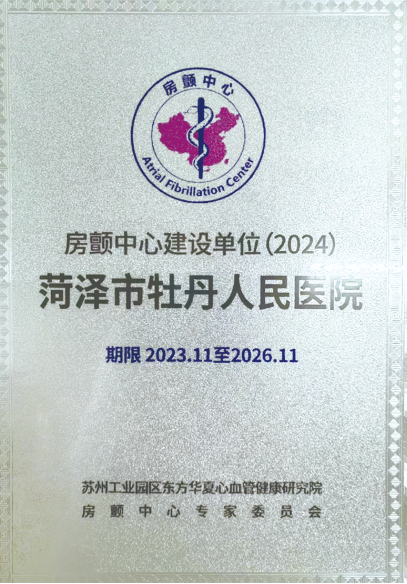 房颤中心
Atrial Fibrillation Center
房颤中心建设单位(2024)
菏泽市牡丹人民医院
期限 2023.11至2026.11
苏州工业园区东方华夏心血管健康研究院
房颤中心专家委员会